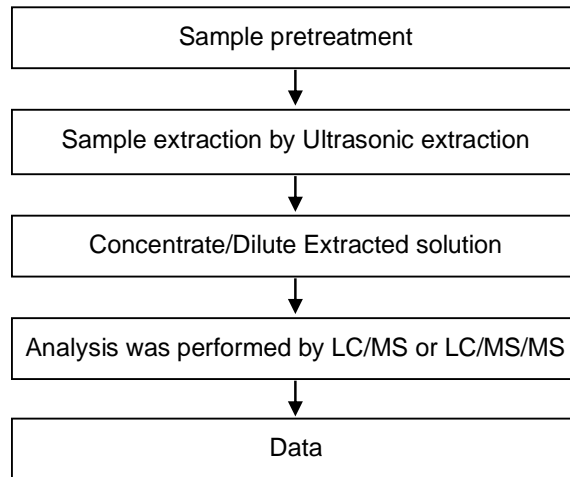 Sample pretreatment
Sample extraction by Ultrasonic extraction
Concentrate/Dilute Extracted solution
Analysis was performed by LC/MS or LC/MS/MS
Data